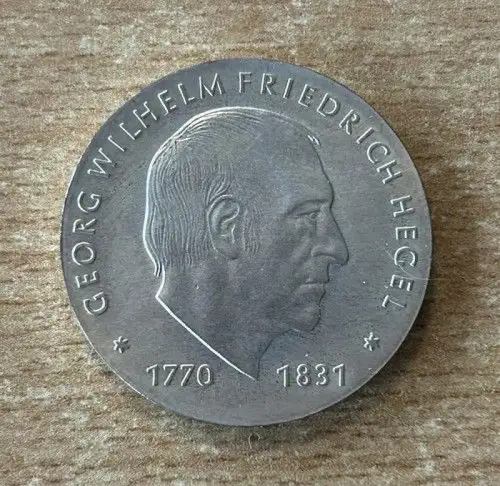 GEORG WILHELM FRIEDRICH HEGEL
* 1770 1831 *